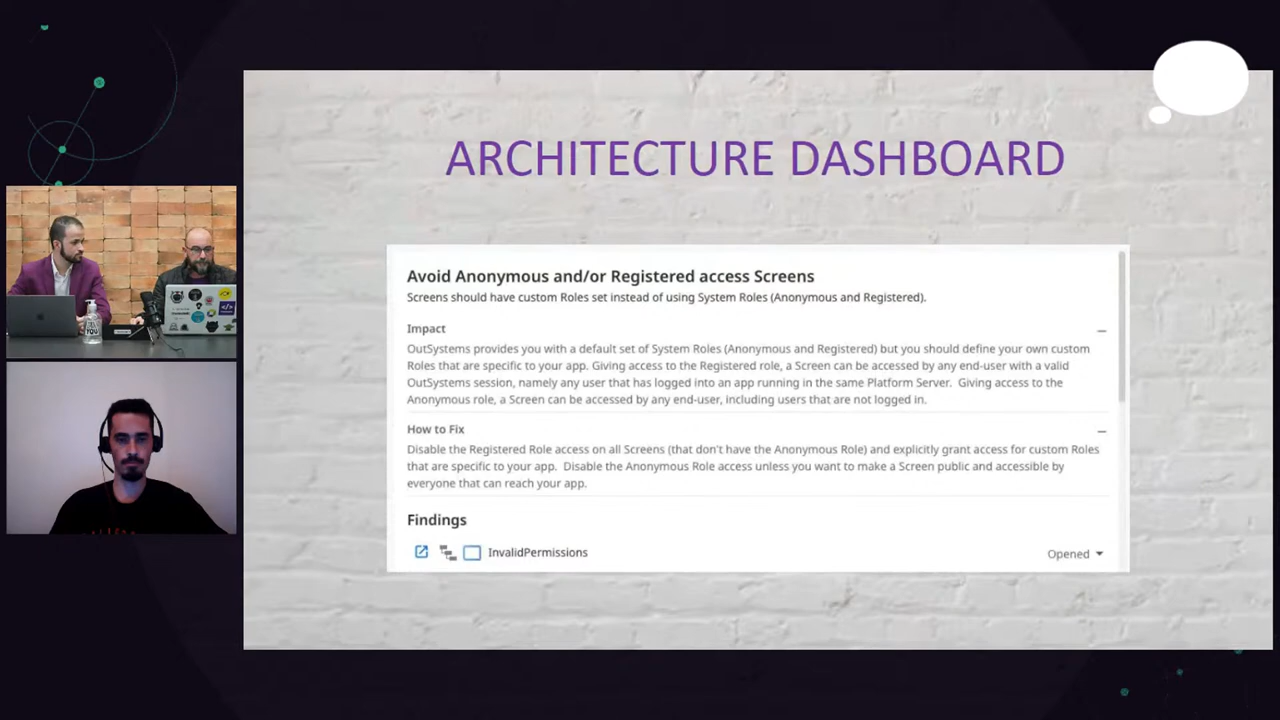 ARCHITECTURE DASHBOARD
Avoid Anonymous and/or Registered access Screens
Screens should have custom Roles set instead of using System Roles (Anonymous and Registered).
Impact
OutSystems provides you with a default set of System Roles (Anonymous and Registered) but you should define your own custom
Roles that are specific to your app. Giving access to the Registered role, a Screen can be accessed by any end-user with a valid
OutSystems session, namely any user that has logged into an app running in the same Platform Server. Giving access to the
Anonymous role, a Screen can be accessed by any end-user, including users that are not logged in.
How to Fix
Disable the Registered Role access on all Screens (that don't have the Anonymous Role) and explicitly grant access for custom Roles
that are specific to your app. Disable the Anonymous Role access unless you want to make a Screen public and accessible by
everyone that can reach your app.
Findings
InvalidPermissions
Opened
YOU